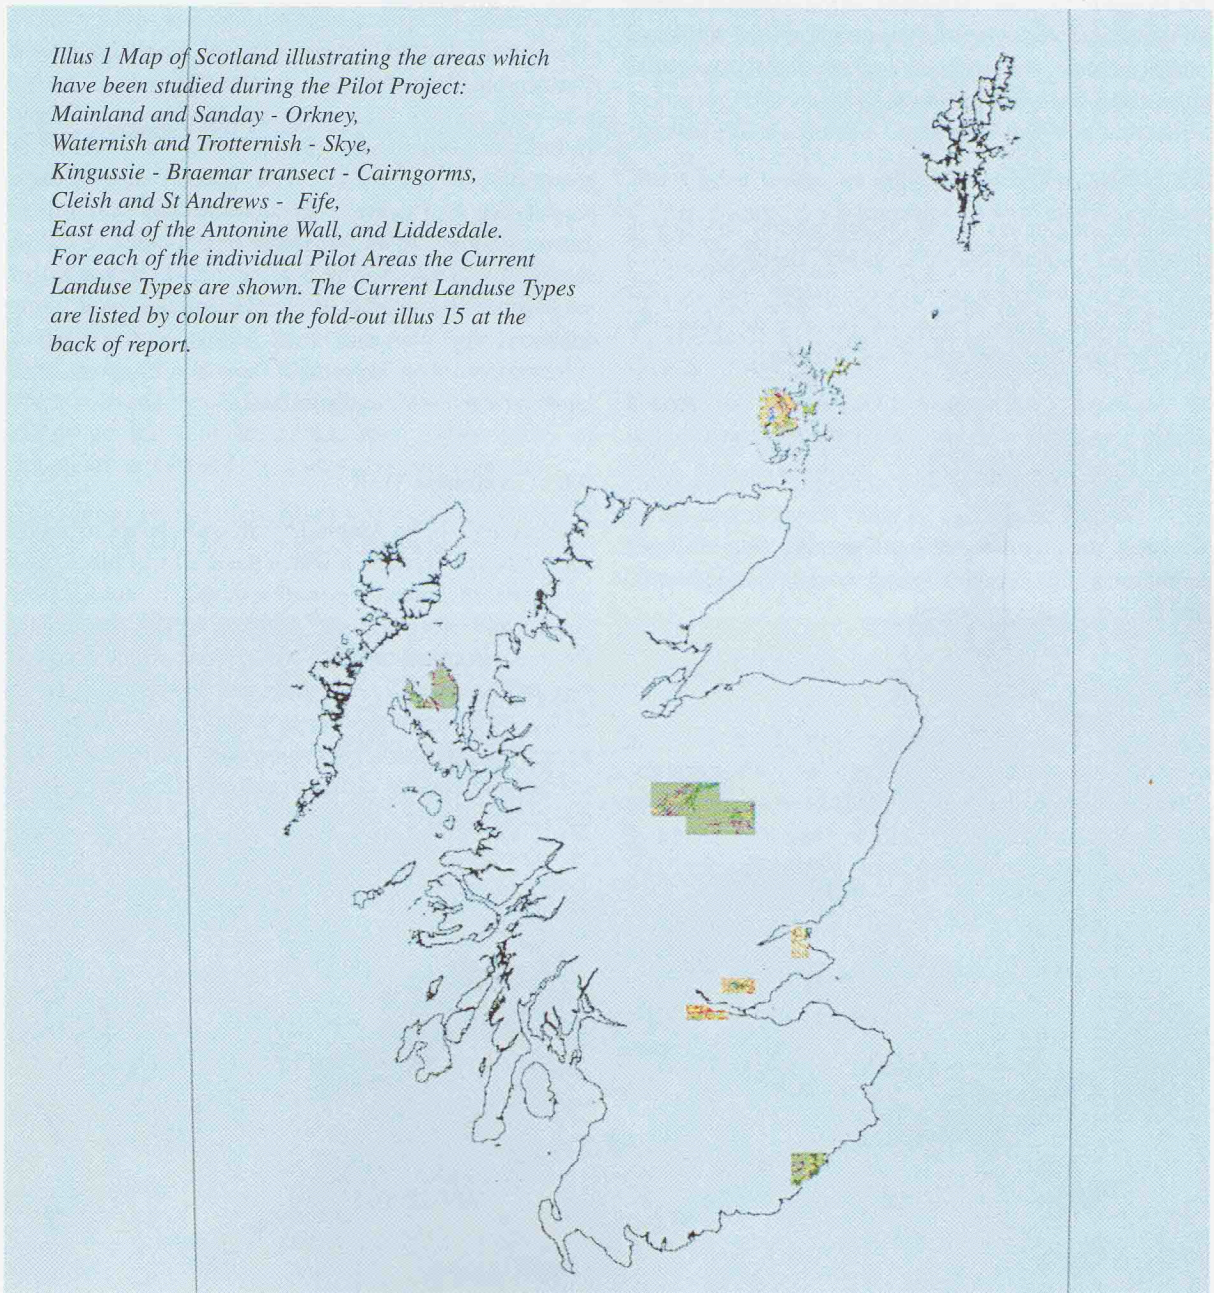 Illus 1 Map of Scotland illustrating the areas which
have been studied during the Pilot Project:
Mainland and Sanday - Orkney,
Waternish and Trotternish - Skye,
Kingussie - Braemar transect - Cairngorms,
Cleish and St Andrews - Fife,
East end of the Antonine Wall, and Liddesdale.
For each of the individual Pilot Areas the Current
Landuse Types are shown. The Current Landuse Types
are listed by colour on the fold-out illus 15 at the
back of report.